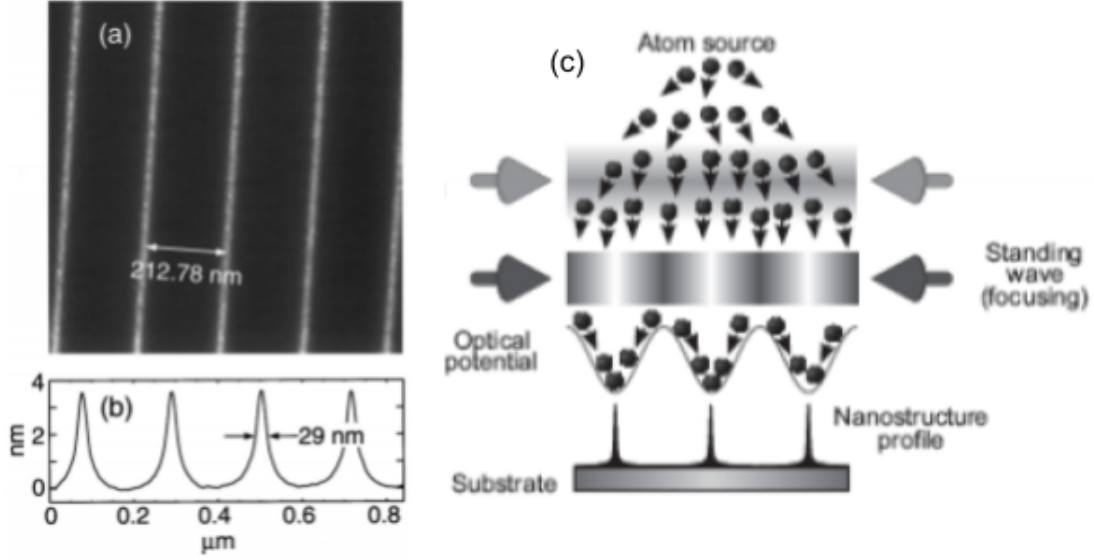 (a)
212.78 nm
(b)
4
2
0
nm
29 nm
0
0.2
0.4
0.6
0.8
μm
(c)
Atom source
Standing
wave
(focusing)
Optical
potential
Nanostructure
profile
Substrate